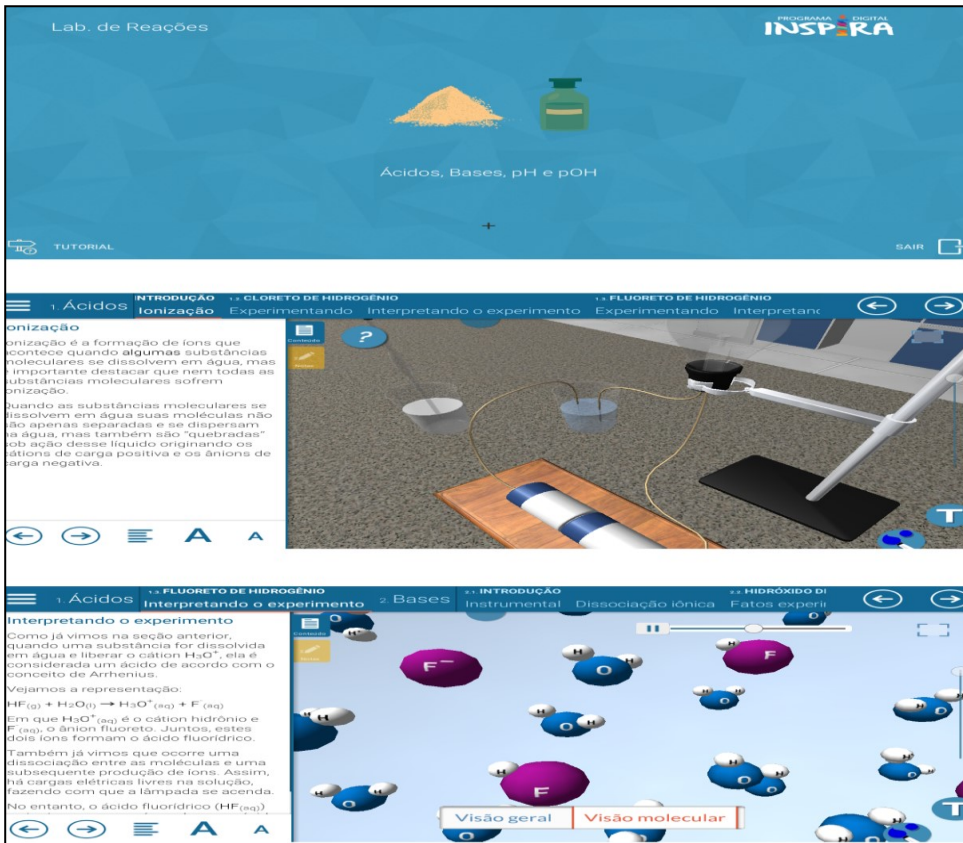 Lab. de Reações
PROGRAMA DIGITAL
INSPIRA
Ácidos, Bases, pH e pOH
TUTORIAL
SAIR
1. Ácidos
NTRODUÇÃO
Ionização
1.2. CLORETO DE HIDROGÊNIO
Experimentando Interpretando o experimento
1.3. FLUORETO DE HIDROGÊNIO
Experimentando Interpretanc
onização
onização é a formação de íons que
acontece quando algumas substâncias
moleculares se dissolvem em água, mas
é importante destacar que nem todas as
substâncias moleculares sofrem
onização.
Quando as substâncias moleculares se
dissolvem em água suas moléculas não
são apenas separadas e se dispersam
na água, mas também são "quebradas"
sob ação desse líquido originando os
cátions de carga positiva e os ânions de
carga negativa.
A A
Conteúdo
?
T
1. Ácidos
1.3. FLUORETO DE HIDROGÊNIO
Interpretando o experimento
2. Bases
2.1. INTRODUÇÃO
Instrumental Dissociação iônica
2.2. HIDRÓXIDO DI
Fatos experir
Interpretando o experimento
Como já vimos na seção anterior,
quando uma substância for dissolvida
em água e liberar o cátion H₃O⁺, ela é
considerada um ácido de acordo com o
conceito de Arrhenius.
Vejamos a representação:
HF(g) + H₂O(l) → H₃O⁺(aq) + F⁻(aq)
Em que H₃O⁺(aq) é o cátion hidrônio e
F⁻(aq), o ânion fluoreto. Juntos, estes
dois íons formam o ácido fluorídrico.
Também já vimos que ocorre uma
dissociação entre as moléculas e uma
subsequente produção de íons. Assim,
há cargas elétricas livres na solução,
fazendo com que a lâmpada se acenda.
No entanto, o ácido fluorídrico (HF(aq))
A A
Conteúdo
F⁻
H
F
H H
O
H
F
Visão geral Visão molecular
T